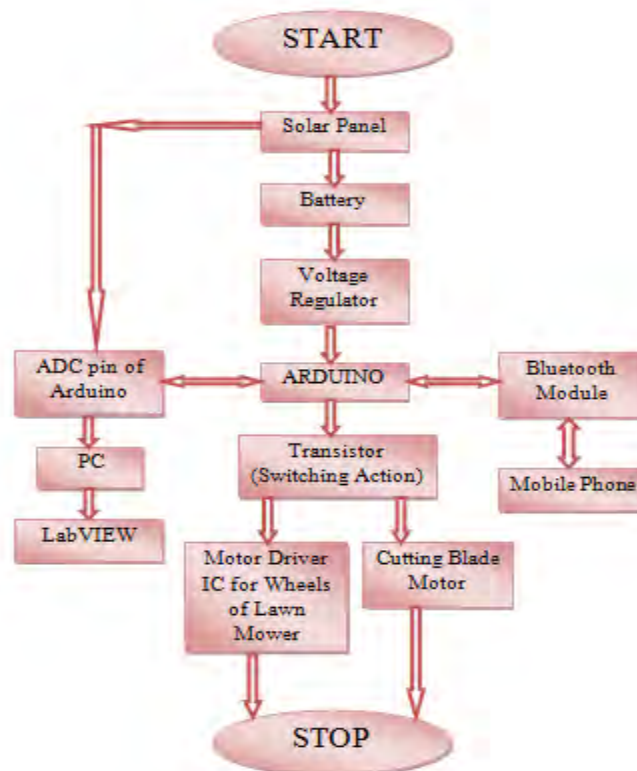 START
Solar Panel
Battery
Voltage
Regulator
ADC pin of
Arduino
ARDUINO
Bluetooth
Module
PC
Transistor
(Switching Action)
Mobile Phone
LabVIEW
Motor Driver
IC for Wheels
of Lawn
Mower
Cutting Blade
Motor
STOP